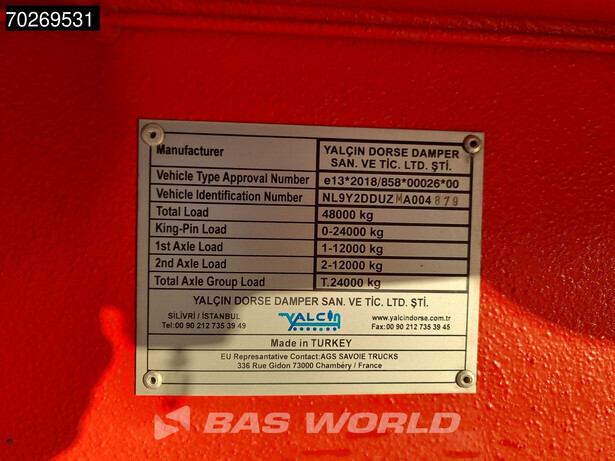 70269531
Manufacturer YALÇIN DORSE DAMPER
SAN. VE TİC. LTD. ŞTİ.
Vehicle Type Approval Number e13*2018/858*00026*00
Vehicle Identification Number NL9Y2DDUZMA004879
Total Load 48000 kg
King-Pin Load 0-24000 kg
1st Axle Load 1-12000 kg
2nd Axle Load 2-12000 kg
Total Axle Group Load T.24000 kg
YALÇIN DORSE DAMPER SAN. VE TİC. LTD. ŞTİ.
SİLİVRİ / İSTANBUL YALÇIN www.yalcindorse.com.tr
Tel:00 90 212 735 39 49 Fax:00 90 212 735 39 45
Made in TURKEY
EU Represantative Contact:AGS SAVOIE TRUCKS
336 Rue Gidon 73000 Chambéry / France
BAS WORLD